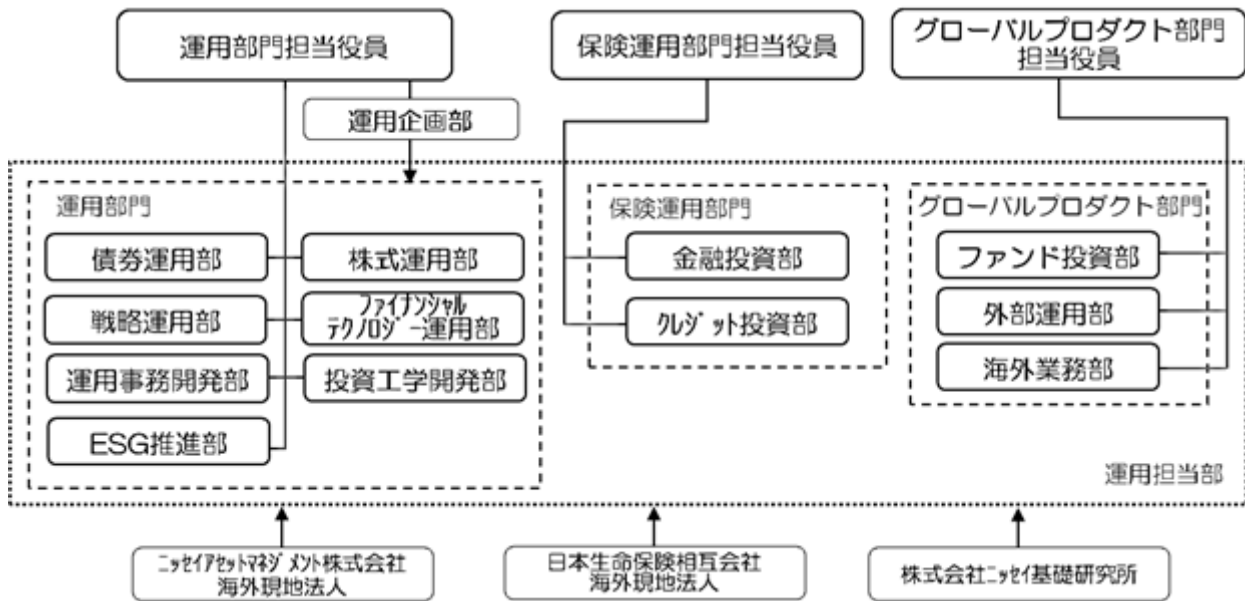 運用部門担当役員
保険運用部門担当役員
グローバルプロダクト部門
担当役員
運用企画部
運用部門
債券運用部
株式運用部
戦略運用部
ファイナンシャル
テクノロジー運用部
運用事務開発部
投資工学開発部
ESG推進部
保険運用部門
金融投資部
クレジット投資部
グローバルプロダクト部門
ファンド投資部
外部運用部
海外業務部
運用担当部
ニッセイアセットマネジメント株式会社
海外現地法人
日本生命保険相互会社
海外現地法人
株式会社ニッセイ基礎研究所